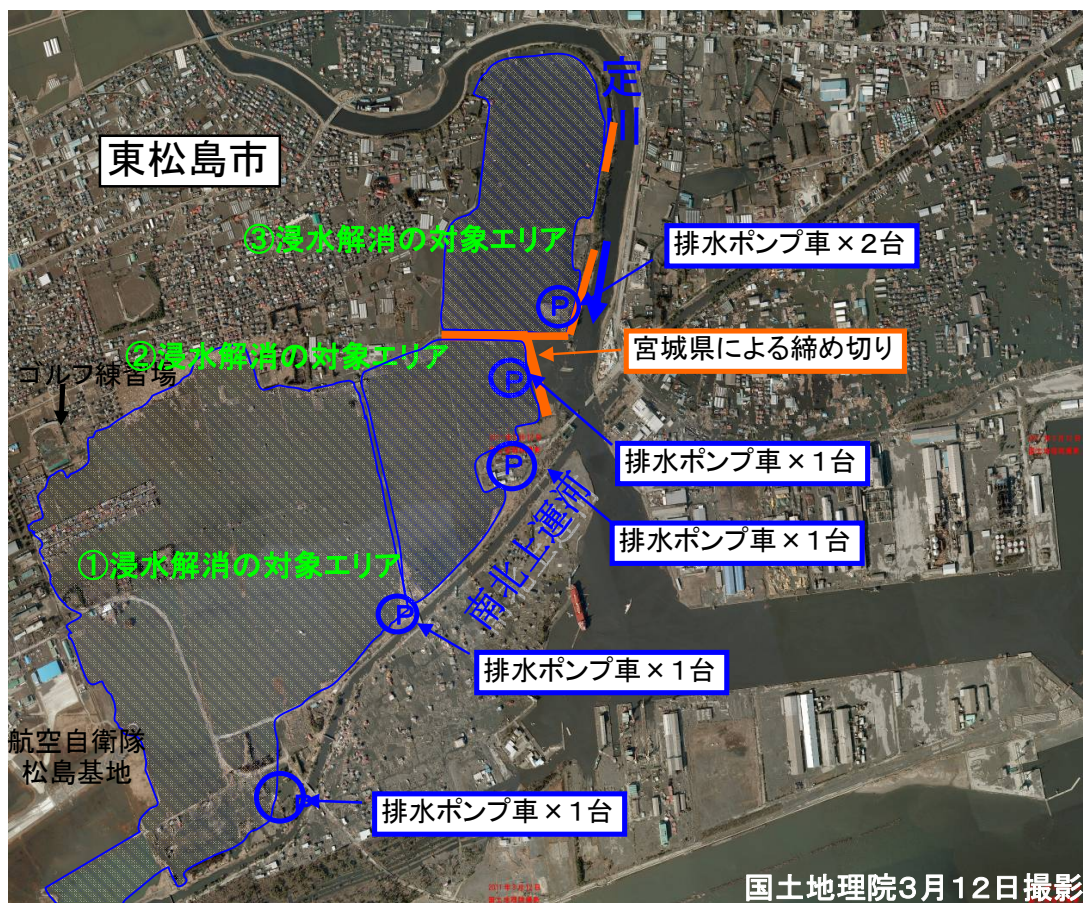 定川
東松島市
③浸水解消の対象エリア
排水ポンプ車×2台
P
宮城県による締め切り
②浸水解消の対象エリア
ゴルフ練習場
P
排水ポンプ車×1台
P
排水ポンプ車×1台
南北上運河
①浸水解消の対象エリア
P
排水ポンプ車×1台
航空自衛隊
松島基地
P
排水ポンプ車×1台
国土地理院3月12日撮影